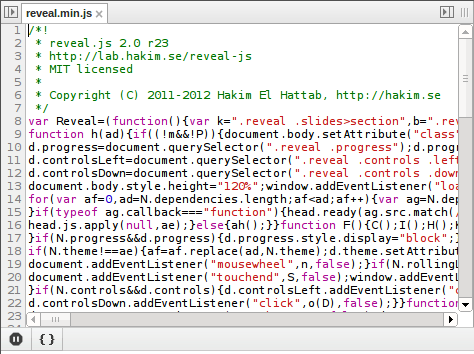 reveal.min.js ×
1 /*!
2 * reveal.js 2.0 r23
3 * http://lab.hakim.se/reveal-js
4 * MIT licensed
5 *
6 * Copyright (C) 2011-2012 Hakim El Hattab, http://hakim.se
7 */
8 var Reveal=(function(){var k=".reveal .slides>section",b=".rev
9 function h(ad){if((!m&&!P)){document.body.setAttribute("class"
10 d.progress=document.querySelector(".reveal .progress");d.progr
11 d.controlsLeft=document.querySelector(".reveal .controls .left
12 d.controlsDown=document.querySelector(".reveal .controls .down
13 document.body.style.height="120%";window.addEventListener("loa
14 for(var af=0,ad=N.dependencies.length;af<ad;af++){var ag=N.dep
15 }if(typeof ag.callback==="function"){head.ready(ag.src.match(/
16 head.js.apply(null,ae);}else{ah();}}function F(){C();I();H();
17 }if(N.progress&&d.progress){d.progress.style.display="block";}
18 if(N.theme!==ae){af=af.replace(ad,N.theme);d.theme.setAttribu
19 document.addEventListener("mousewheel",n,false);}if(N.rollingL
20 document.addEventListener("touchend",S,false);window.addEventL
21 }if(N.controls&&d.controls){d.controlsLeft.addEventListener("c
22 d.controlsDown.addEventListener("click",o(D),false);}}function
23
{}